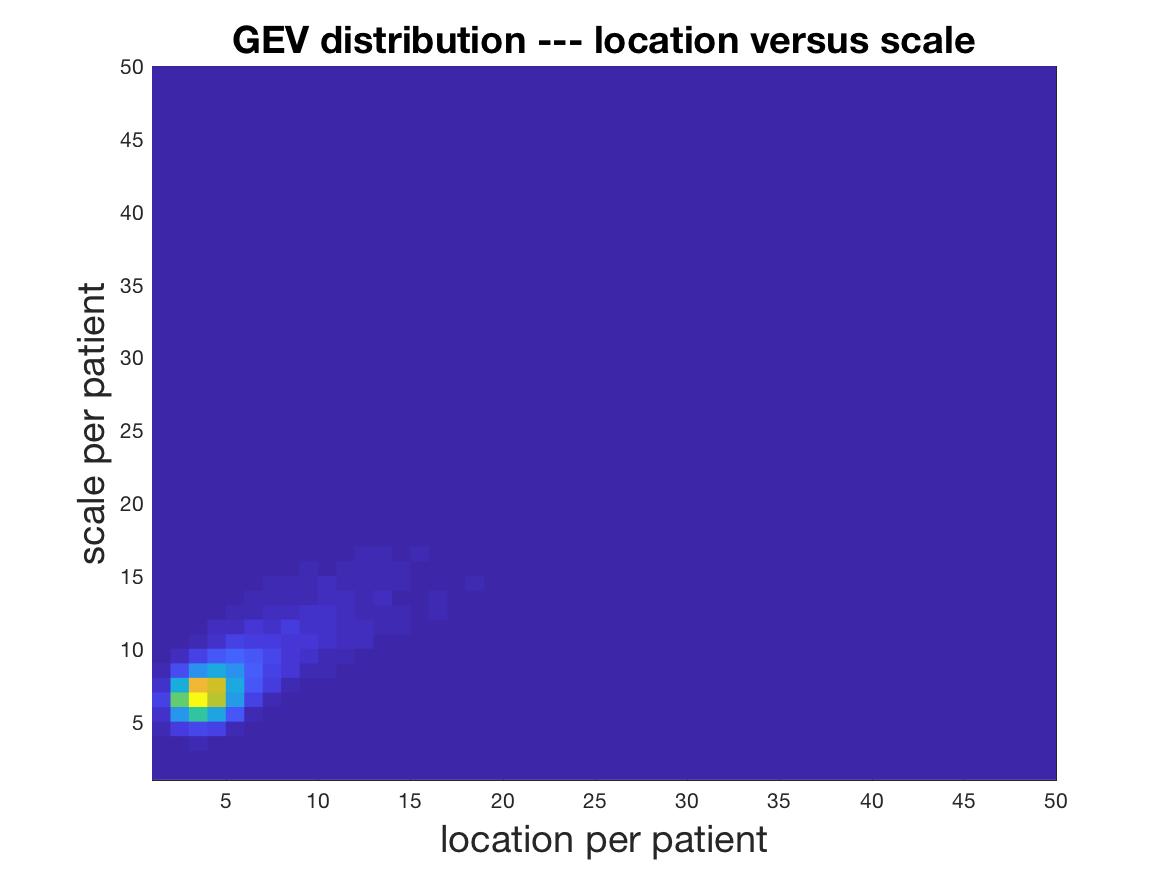 GEV distribution --- location versus scale
50
45
40
35
30
25
20
15
10
5
scale per patient
5 10 15 20 25 30 35 40 45 50
location per patient